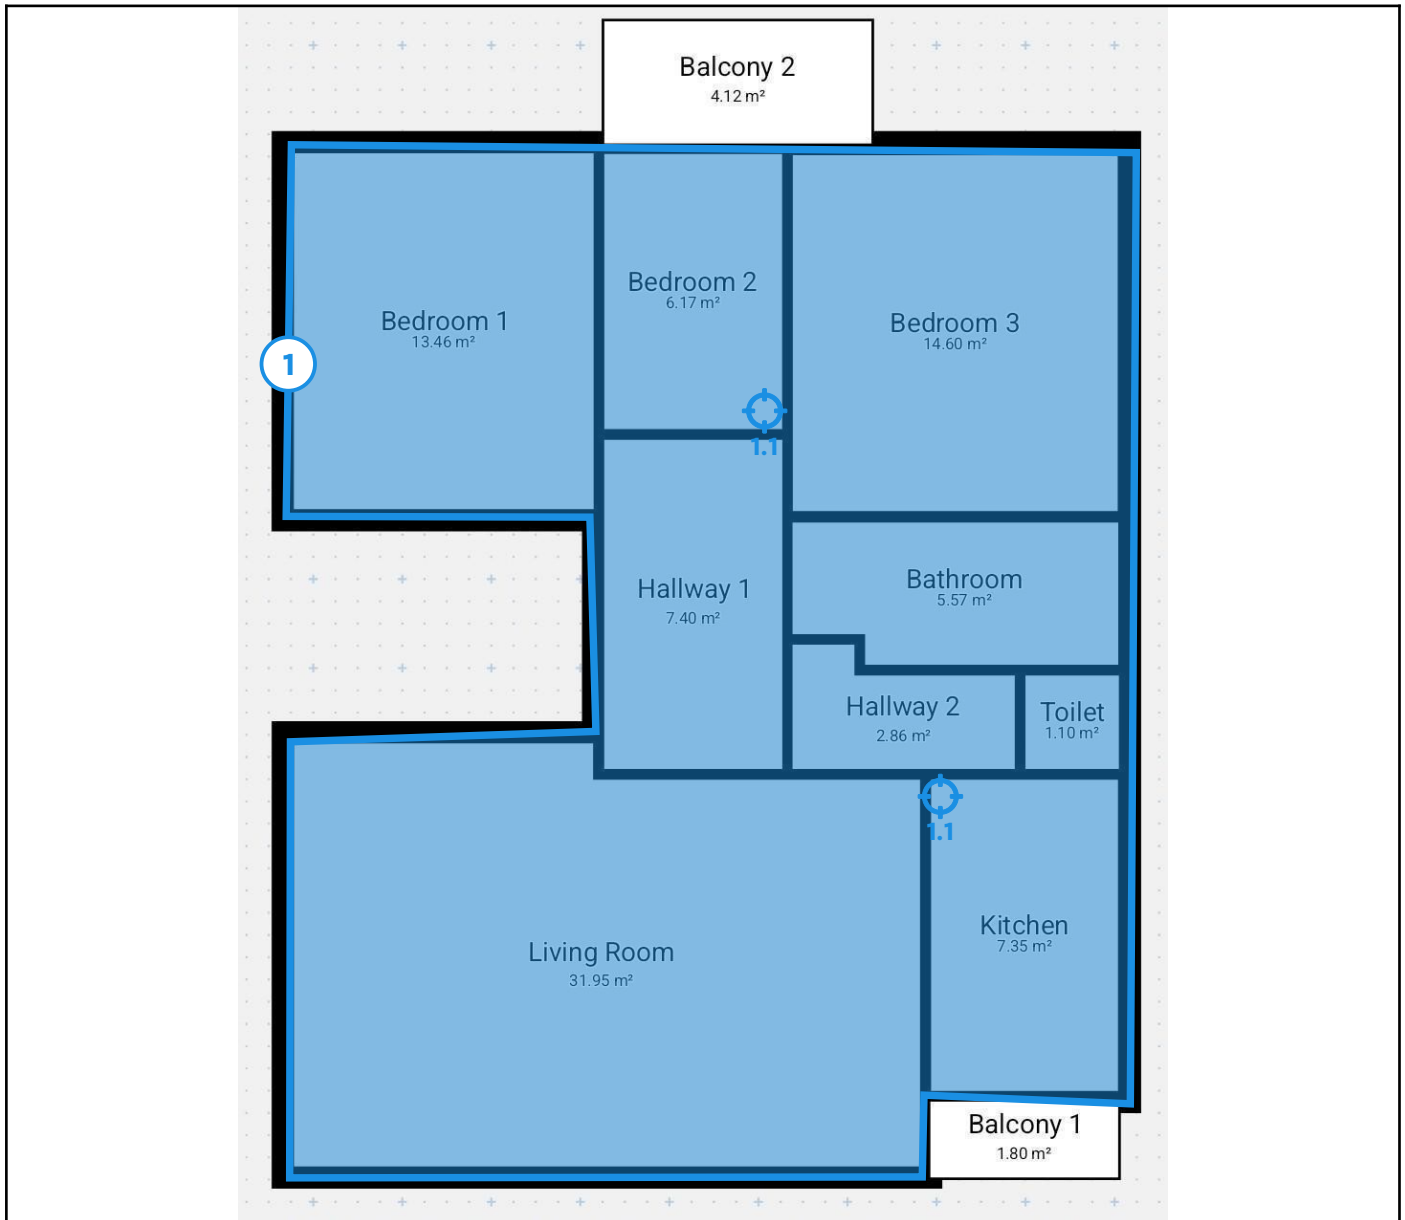 Balcony 2
4.12 m²
Bedroom 2
6.17 m²
Bedroom 1
13.46 m²
Bedroom 3
14.60 m²
1
1.1
Hallway 1
7.40 m²
Bathroom
5.57 m²
Hallway 2
2.86 m²
Toilet
1.10 m²
1.1
Kitchen
7.35 m²
Living Room
31.95 m²
Balcony 1
1.80 m²